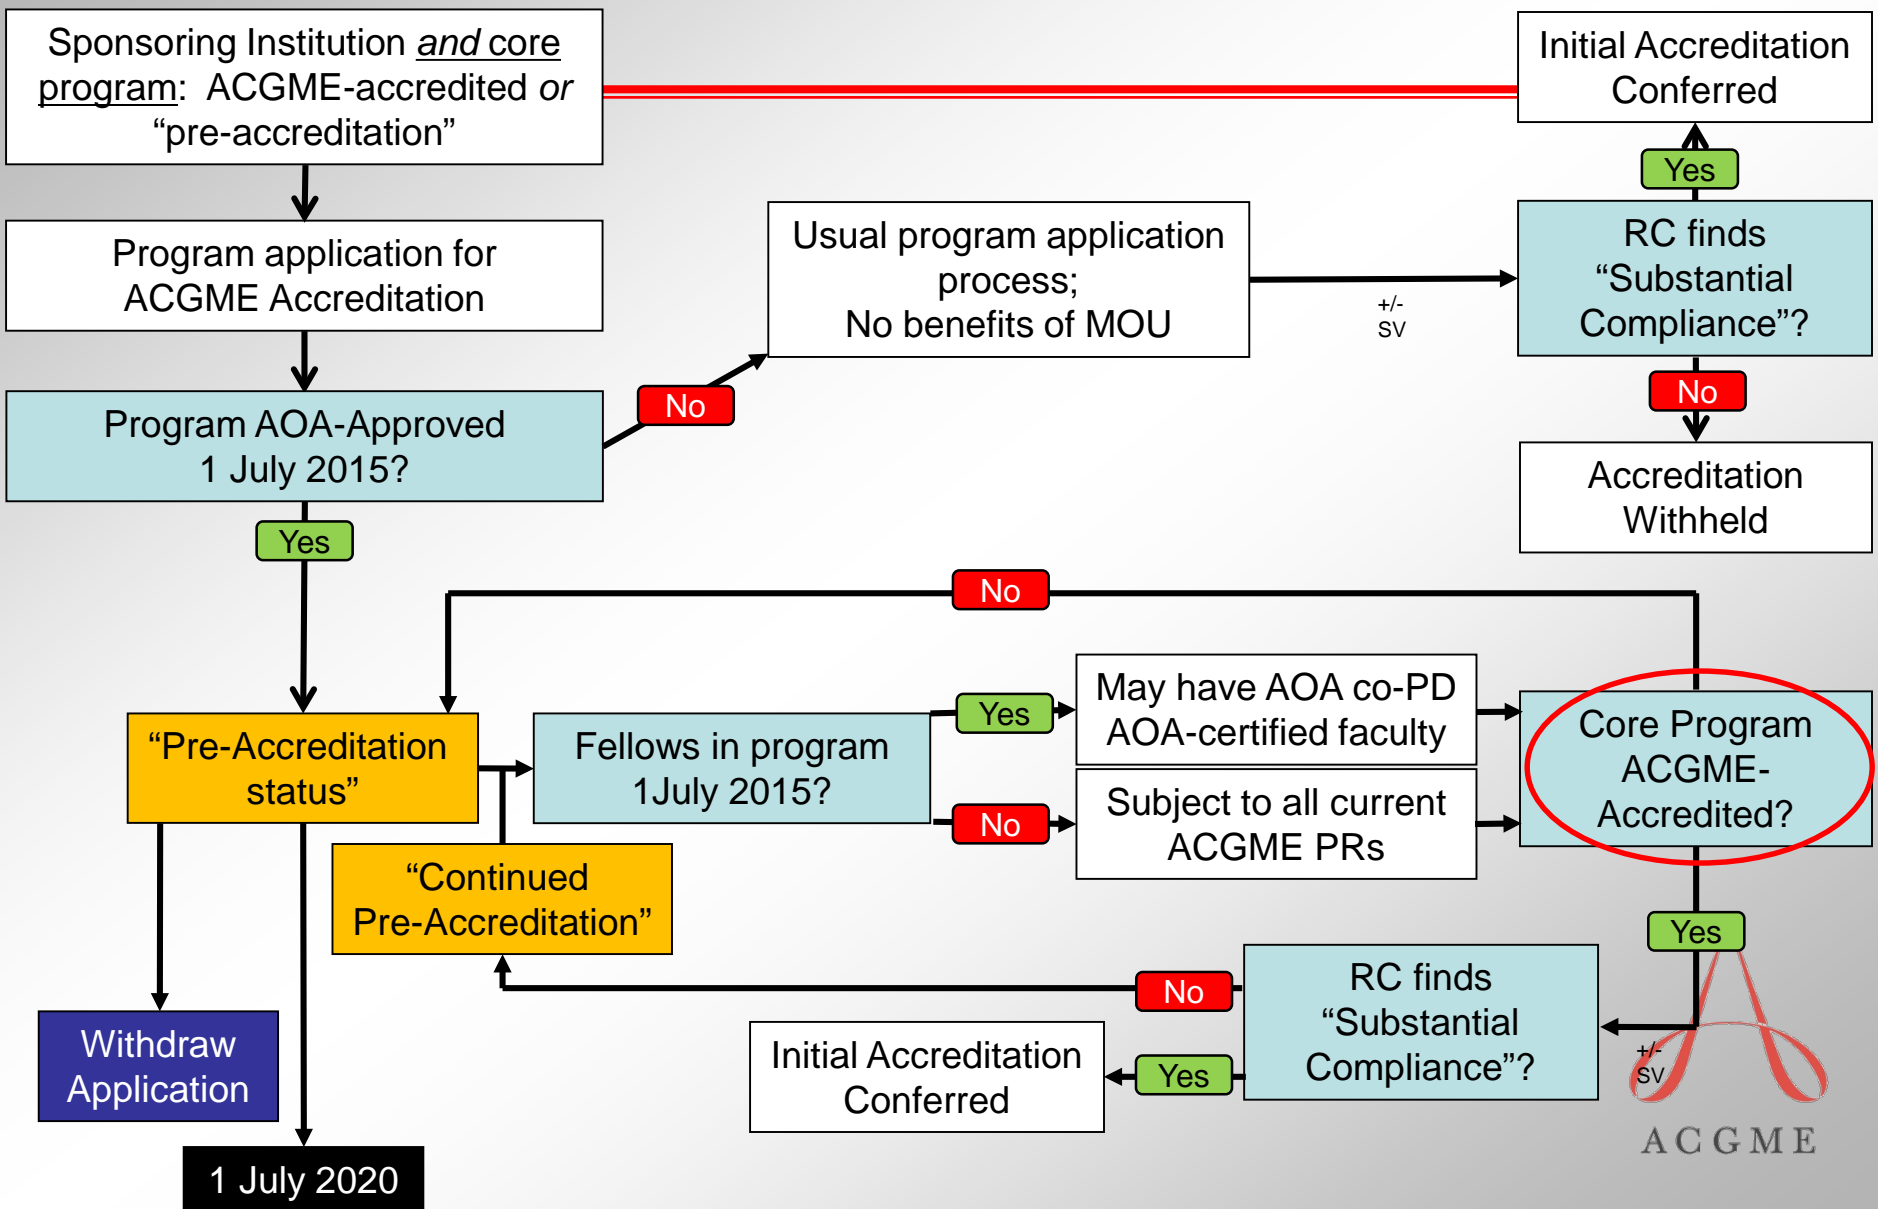 Sponsoring Institution and core
program: ACGME-accredited or
“pre-accreditation”
Initial Accreditation
Conferred
Yes
Program application for
ACGME Accreditation
Usual program application
process;
No benefits of MOU
+/-
SV
RC finds
“Substantial
Compliance”?
No
Accreditation
Withheld
Program AOA-Approved
1 July 2015?
No
Yes
No
“Pre-Accreditation
status”
Fellows in program
1July 2015?
Yes
May have AOA co-PD
AOA-certified faculty
No
Subject to all current
ACGME PRs
Core Program
ACGME-
Accredited?
Yes
“Continued
Pre-Accreditation”
No
RC finds
“Substantial
Compliance”?
+/-
SV
Yes
Initial Accreditation
Conferred
Withdraw
Application
1 July 2020
ACGME